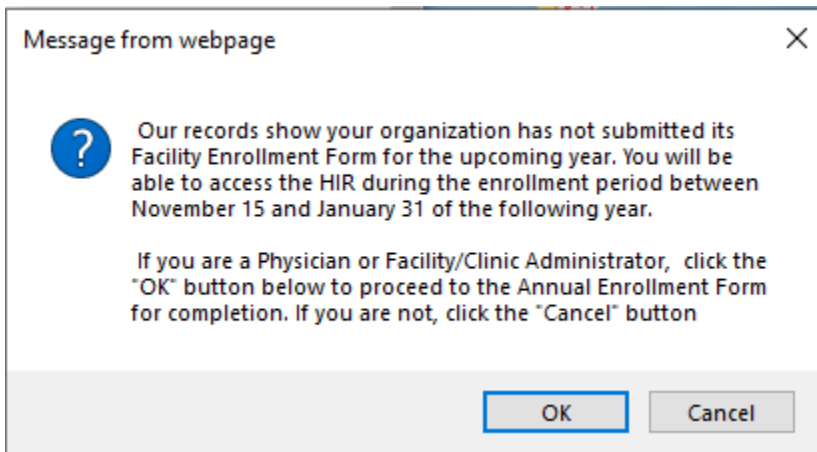 Message from webpage
?
Our records show your organization has not submitted its
Facility Enrollment Form for the upcoming year. You will be
able to access the HIR during the enrollment period between
November 15 and January 31 of the following year.
If you are a Physician or Facility/Clinic Administrator,  click the
"OK" button below to proceed to the Annual Enrollment Form
for completion. If you are not, click the "Cancel" button
OK
Cancel